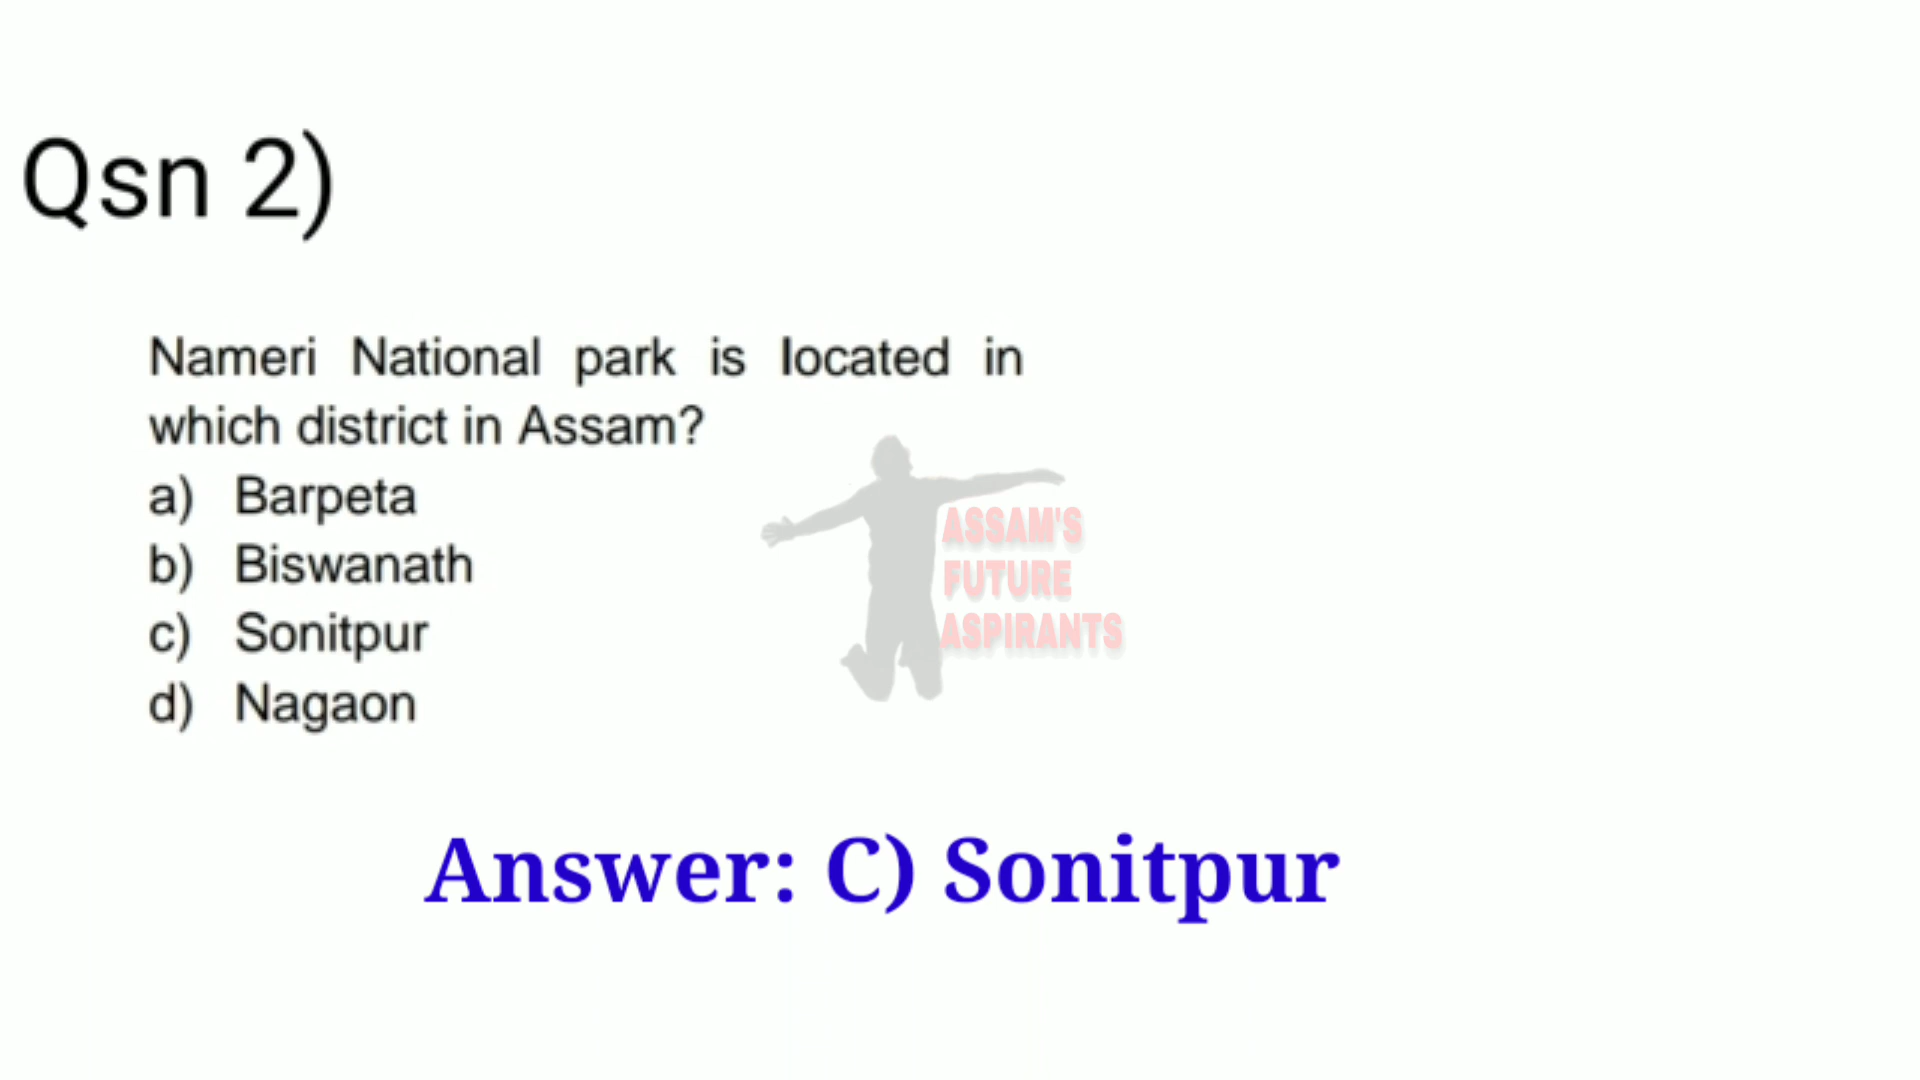 Qsn 2)
Nameri National park is located in
which district in Assam?
a) Barpeta
b) Biswanath
c) Sonitpur
d) Nagaon
ASSAM'S
FUTURE
ASPIRANTS
Answer: C) Sonitpur